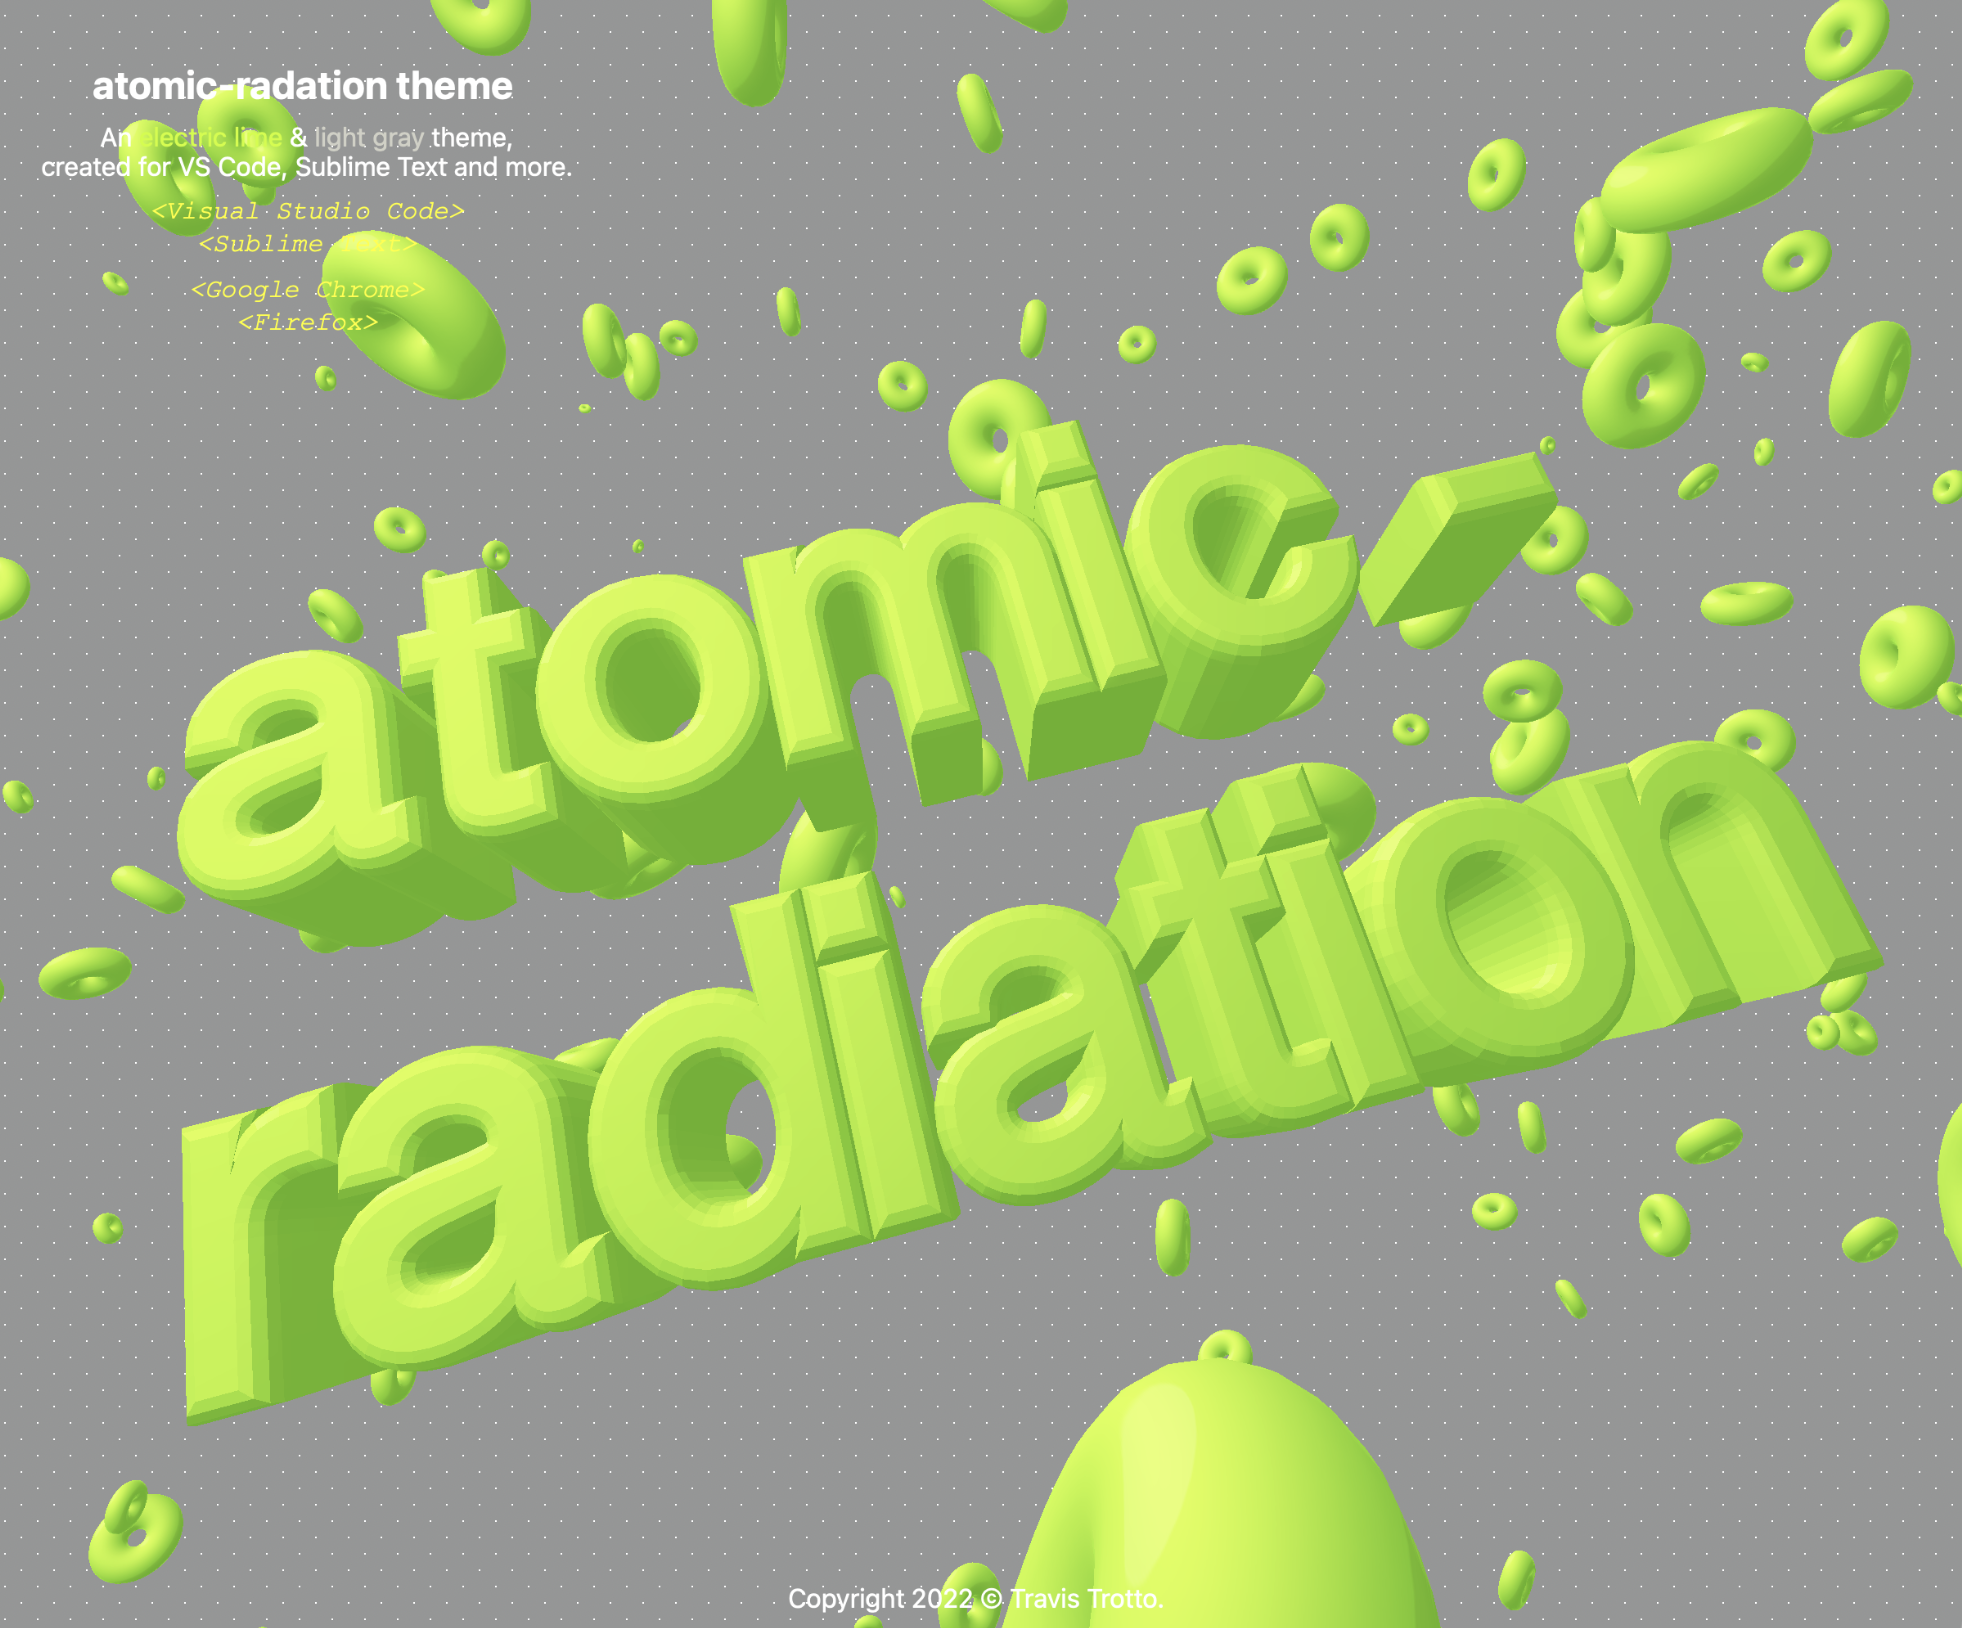 atomic-radation theme
An electric lime & light gray theme,
created for VS Code, Sublime Text and more.
<Visual Studio Code>
<Sublime Text>
<Google Chrome>
<Firefox>
atomic-
radiation
Copyright 2022 © Travis Trotto.